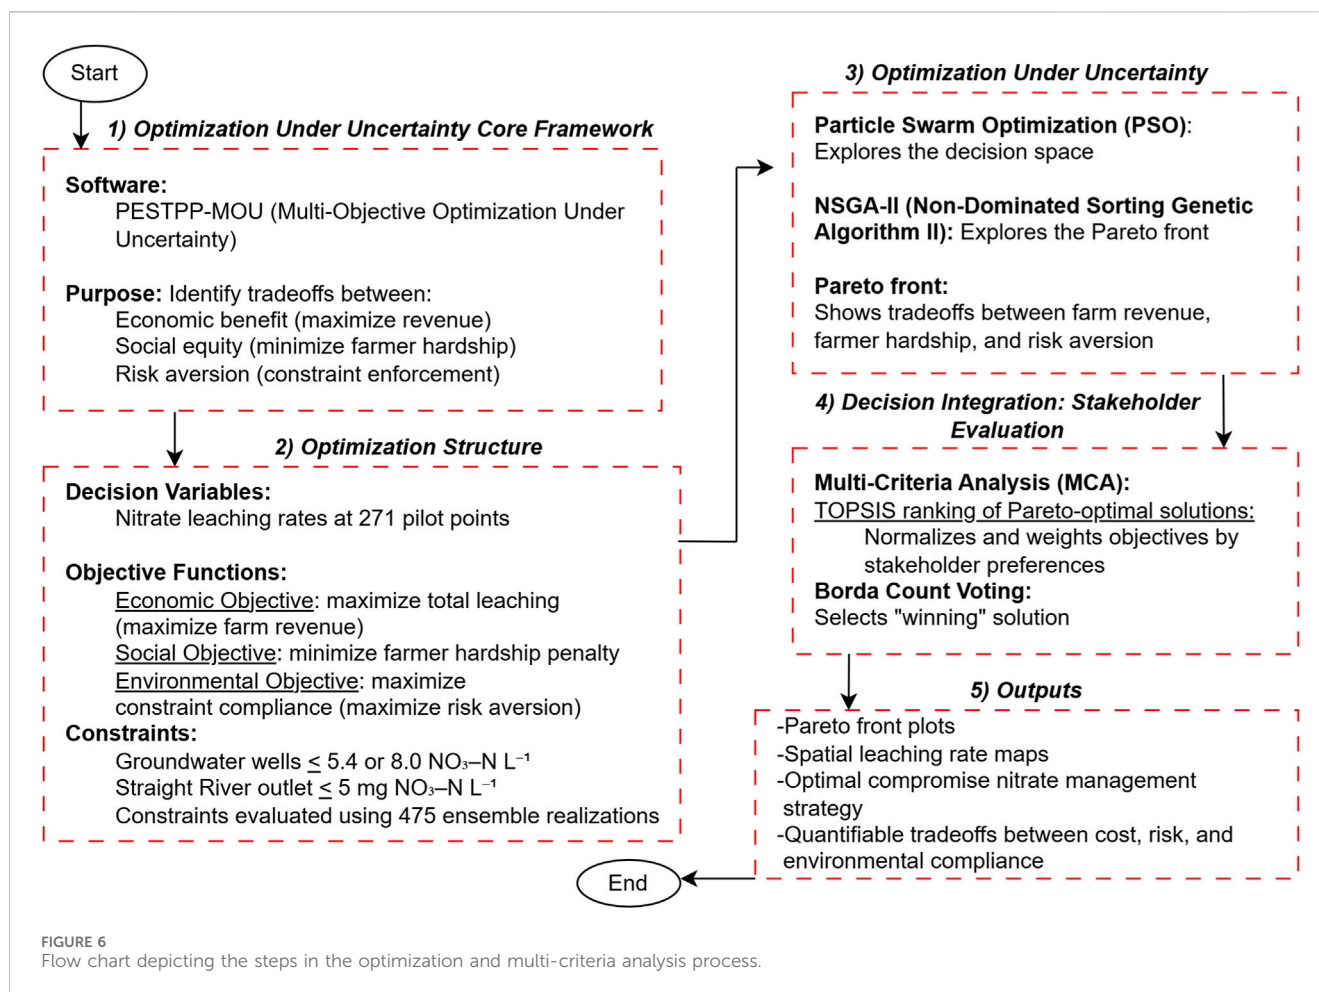 Start
1) Optimization Under Uncertainty Core Framework
Software:
PESTPP-MOU (Multi-Objective Optimization Under
Uncertainty)
Purpose: Identify tradeoffs between:
Economic benefit (maximize revenue)
Social equity (minimize farmer hardship)
Risk aversion (constraint enforcement)
2) Optimization Structure
Decision Variables:
Nitrate leaching rates at 271 pilot points
Objective Functions:
Economic Objective: maximize total leaching
(maximize farm revenue)
Social Objective: minimize farmer hardship penalty
Environmental Objective: maximize
constraint compliance (maximize risk aversion)
Constraints:
Groundwater wells ≤ 5.4 or 8.0 NO₃–N L⁻¹
Straight River outlet ≤ 5 mg NO₃–N L⁻¹
Constraints evaluated using 475 ensemble realizations
3) Optimization Under Uncertainty
Particle Swarm Optimization (PSO):
Explores the decision space
NSGA-II (Non-Dominated Sorting Genetic
Algorithm II): Explores the Pareto front
Pareto front:
Shows tradeoffs between farm revenue,
farmer hardship, and risk aversion
4) Decision Integration: Stakeholder
Evaluation
Multi-Criteria Analysis (MCA):
TOPSIS ranking of Pareto-optimal solutions:
Normalizes and weights objectives by
stakeholder preferences
Borda Count Voting:
Selects "winning" solution
5) Outputs
-Pareto front plots
-Spatial leaching rate maps
-Optimal compromise nitrate management
strategy
-Quantifiable tradeoffs between cost, risk, and
environmental compliance
End
FIGURE 6
Flow chart depicting the steps in the optimization and multi-criteria analysis process.